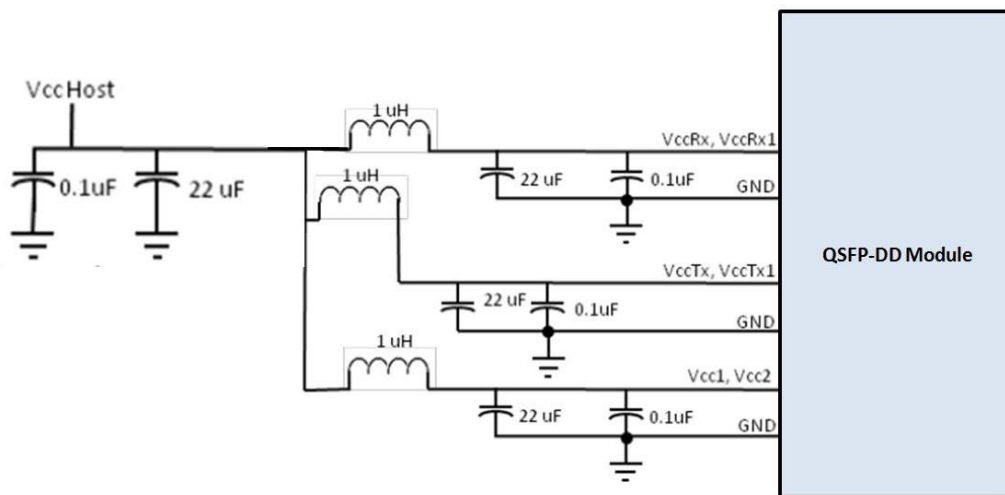 VccHost
0.1uF
22 uF
1 uH
VccRx, VccRx1
22 uF
0.1uF
GND
1 uH
VccTx, VccTx1
22 uF
0.1uF
GND
1 uH
Vcc1, Vcc2
22 uF
0.1uF
GND
QSFP-DD Module